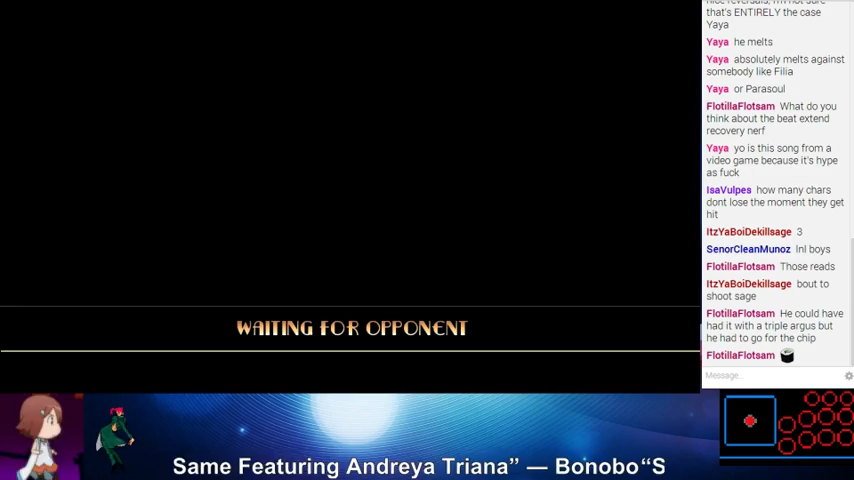 that's ENTIRELY the case
Yaya
Yaya he melts
Yaya absolutely melts against
somebody like Filia
Yaya or Parasoul
FlotillaFlotsam What do you
think about the beat extend
recovery nerf
Yaya yo is this song from a
video game because it's hype
as fuck
IsaVulpes how many chars
dont lose the moment they get
hit
ItzYaBoiDekillsage 3
SenorCleanMunoz lnl boys
FlotillaFlotsam Those reads
ItzYaBoiDekillsage bout to
shoot sage
FlotillaFlotsam He could have
had it with a triple argus but
he had to go for the chip
FlotillaFlotsam
Message...
WAITING FOR OPPONENT
Same Featuring Andreya Triana” — Bonobo“S